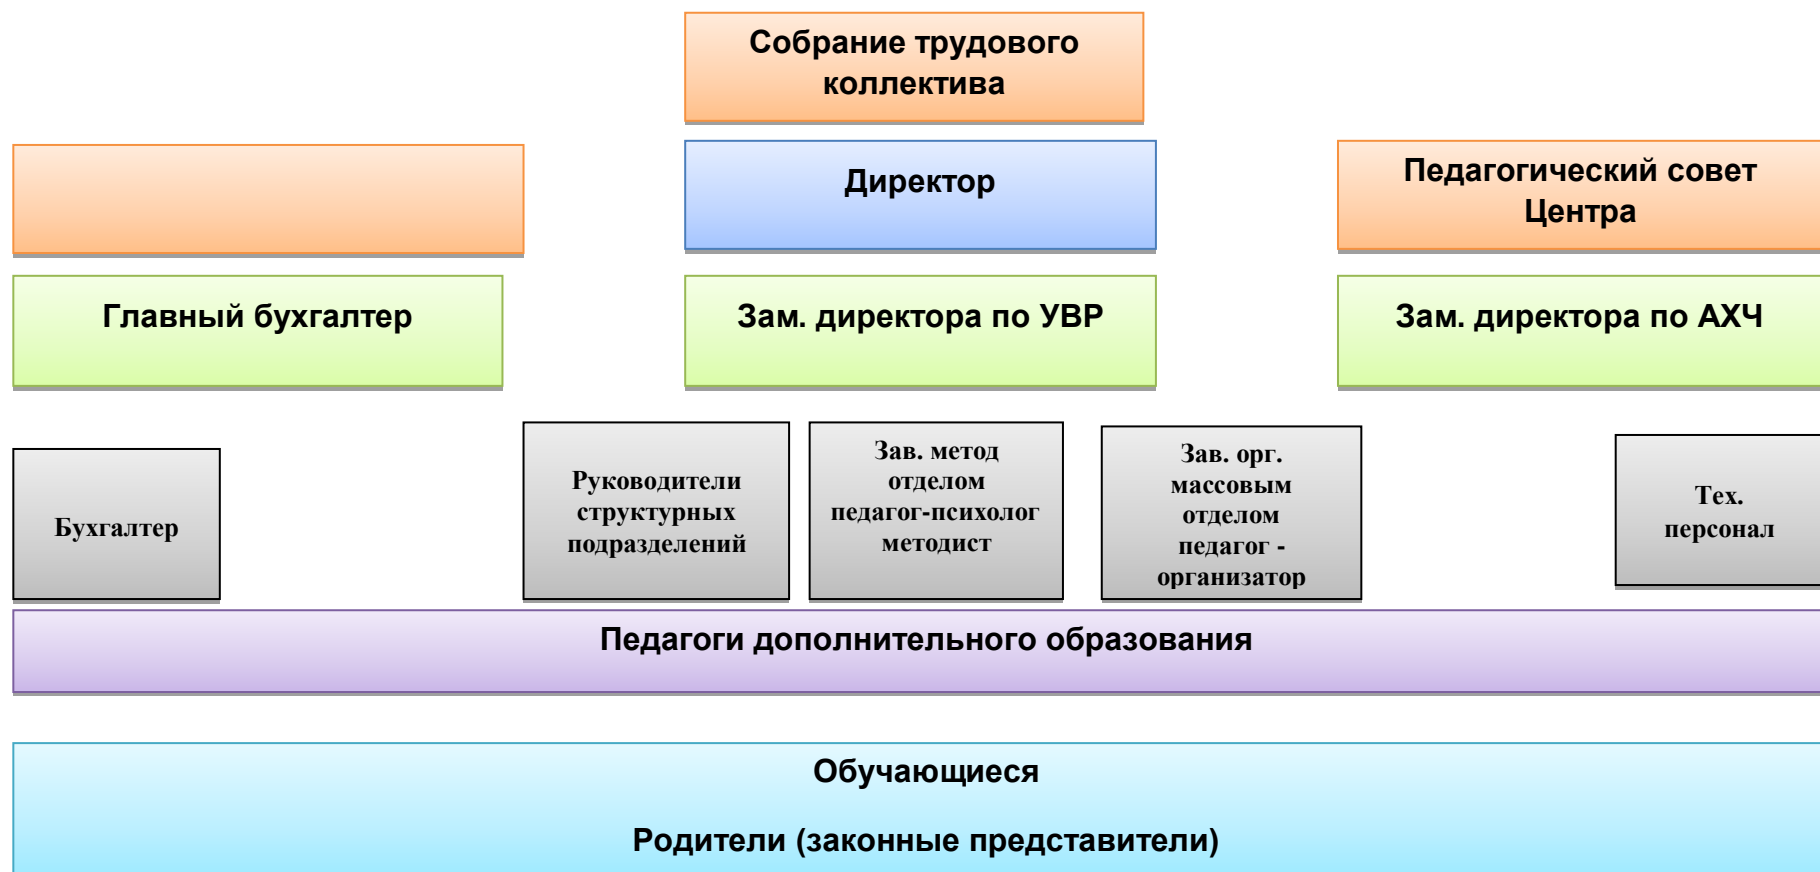 Собрание трудового
коллектива
Директор
Педагогический совет
Центра
Главный бухгалтер
Зам. директора по УВР
Зам. директора по АХЧ
Бухгалтер
Руководители
структурных
подразделений
Зав. метод
отделом
педагог-психолог
методист
Зав. орг.
массовым
отделом
педагог -
организатор
Тех.
персонал
Педагоги дополнительного образования
Обучающиеся
Родители (законные представители)